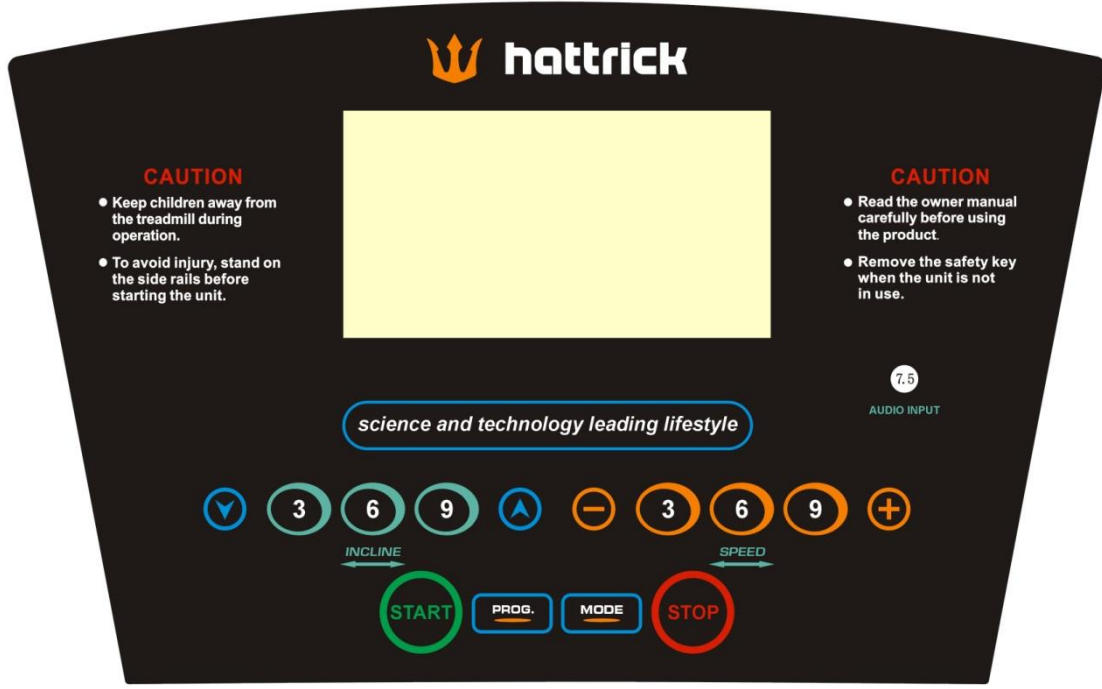 hattrick
CAUTION
● Keep children away from
the treadmill during
operation.
● To avoid injury, stand on
the side rails before
starting the unit.
CAUTION
● Read the owner manual
carefully before using
the product.
● Remove the safety key
when the unit is not
in use.
7.5
AUDIO INPUT
science and technology leading lifestyle
3 6 9 3 6 9
INCLINE SPEED
START PROG. MODE STOP